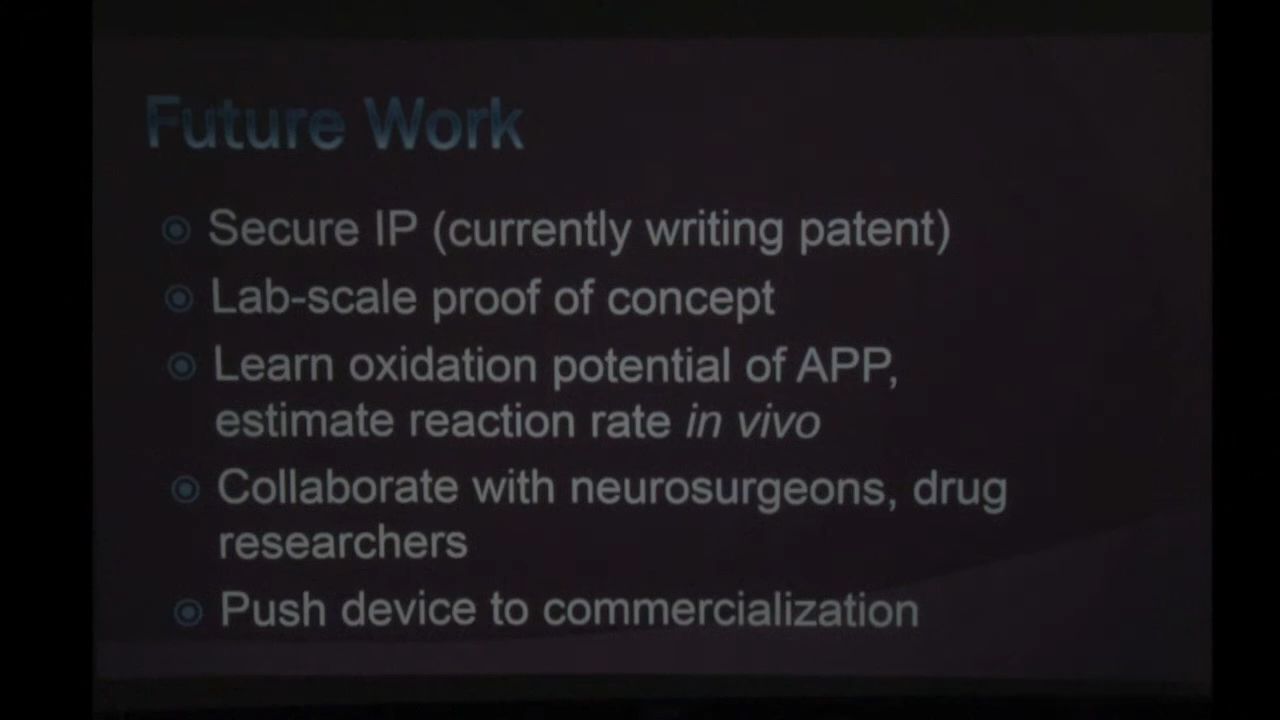 Future Work
Secure IP (currently writing patent)
Lab-scale proof of concept
Learn oxidation potential of APP,
estimate reaction rate in vivo
Collaborate with neurosurgeons, drug
researchers
Push device to commercialization